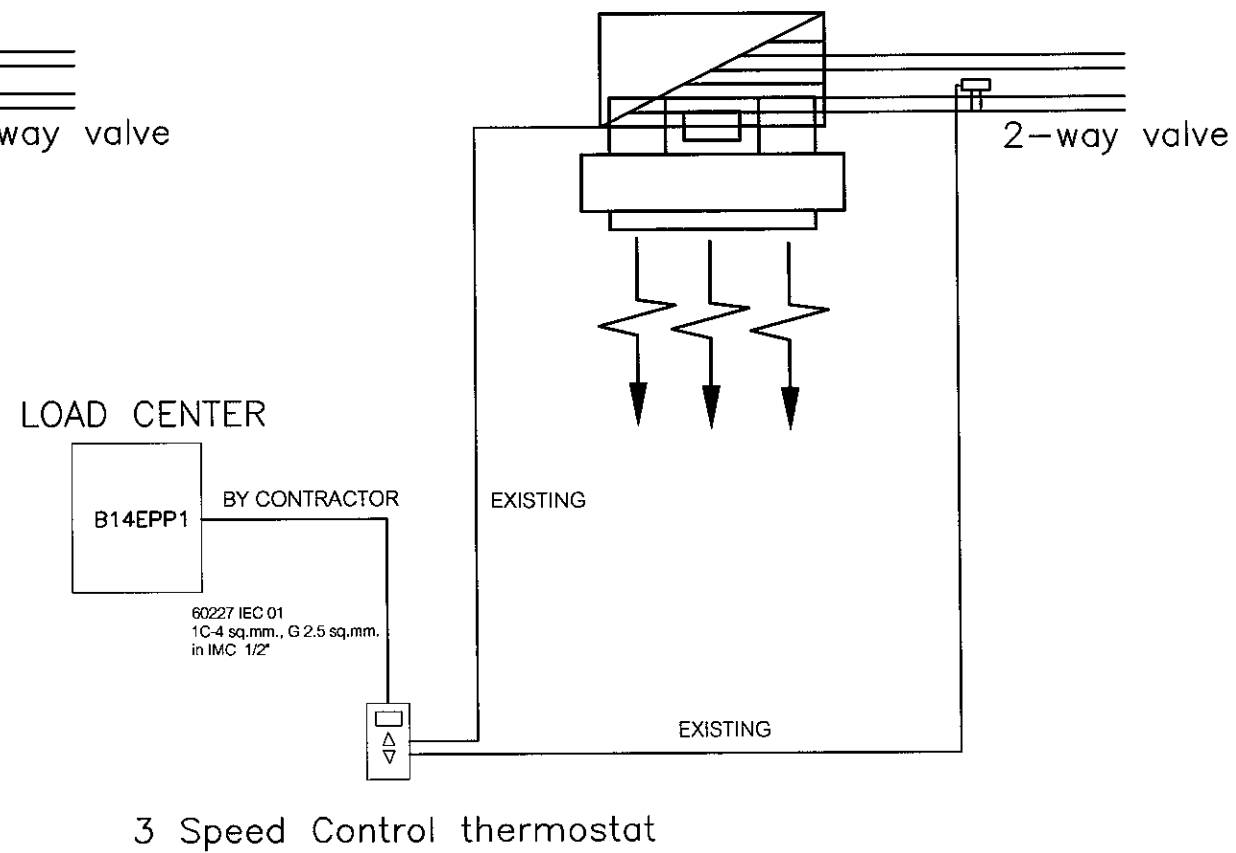 way valve
2-way valve
LOAD CENTER
B14EPP1
BY CONTRACTOR
EXISTING
60227 IEC 01
1C-4 sq.mm., G 2.5 sq.mm.
in IMC 1/2"
EXISTING
3 Speed Control thermostat